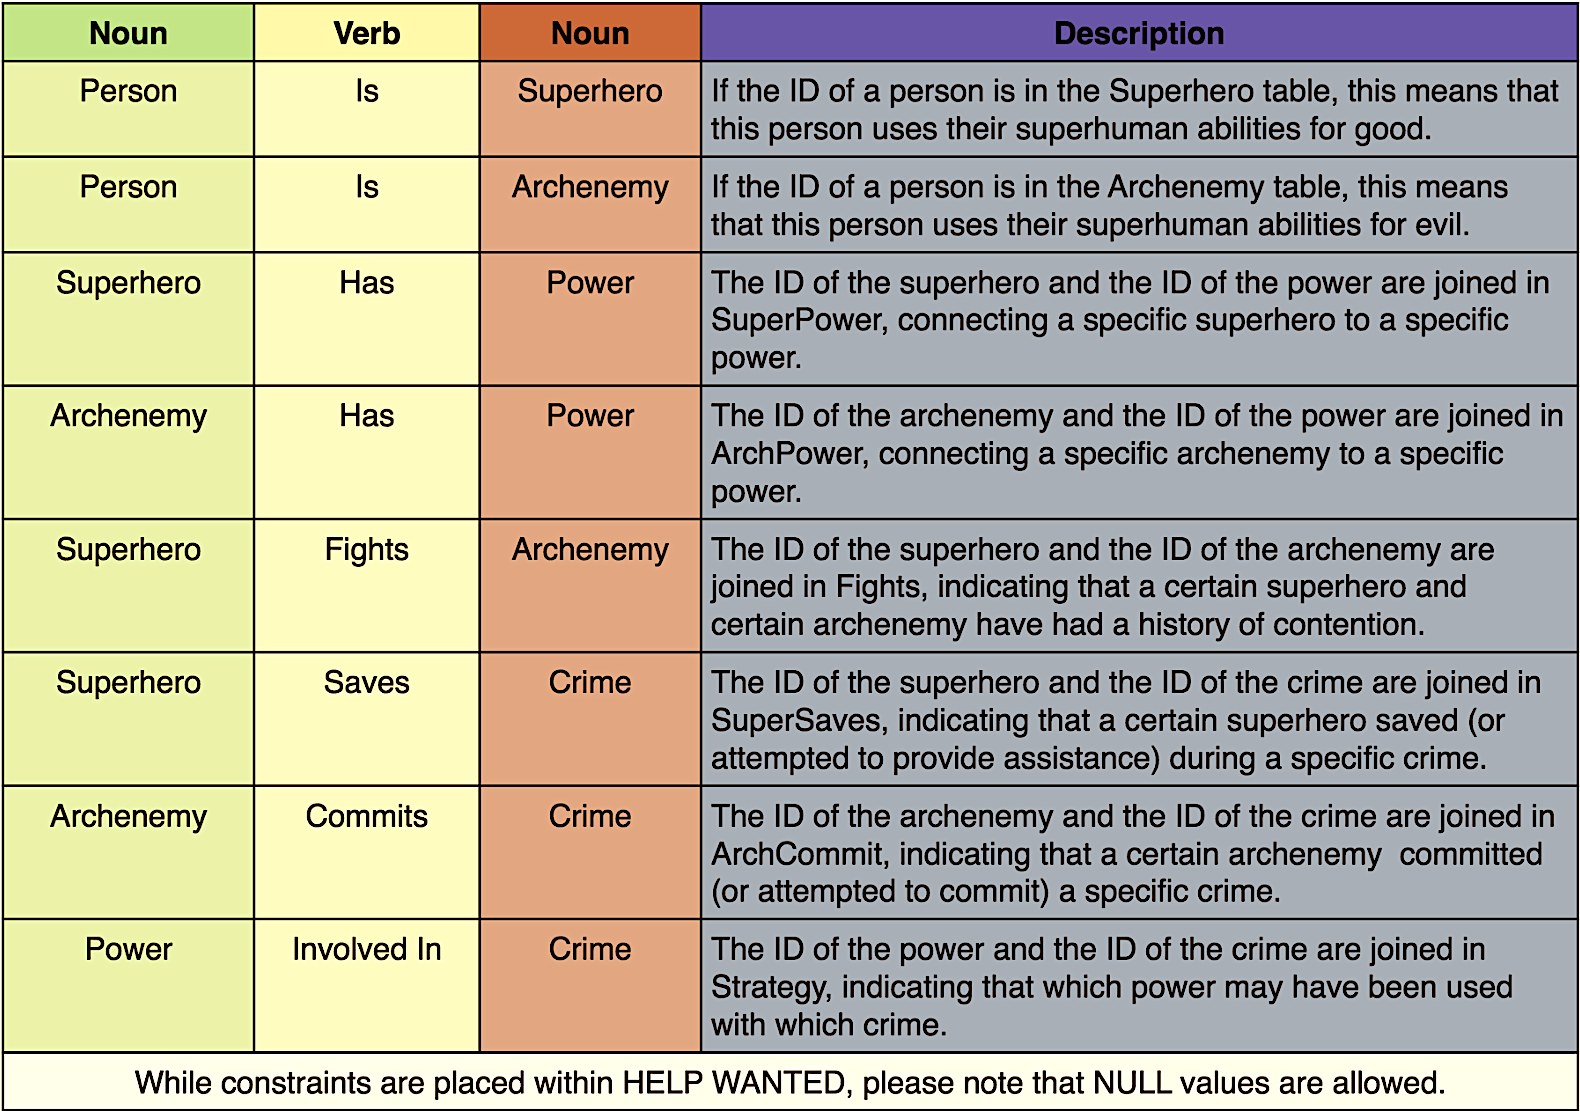 Noun Verb Noun Description
Person Is Superhero If the ID of a person is in the Superhero table, this means that
this person uses their superhuman abilities for good.
Person Is Archenemy If the ID of a person is in the Archenemy table, this means
that this person uses their superhuman abilities for evil.
Superhero Has Power The ID of the superhero and the ID of the power are joined in
SuperPower, connecting a specific superhero to a specific
power.
Archenemy Has Power The ID of the archenemy and the ID of the power are joined in
ArchPower, connecting a specific archenemy to a specific
power.
Superhero Fights Archenemy The ID of the superhero and the ID of the archenemy are
joined in Fights, indicating that a certain superhero and
certain archenemy have had a history of contention.
Superhero Saves Crime The ID of the superhero and the ID of the crime are joined in
SuperSaves, indicating that a certain superhero saved (or
attempted to provide assistance) during a specific crime.
Archenemy Commits Crime The ID of the archenemy and the ID of the crime are joined in
ArchCommit, indicating that a certain archenemy committed
(or attempted to commit) a specific crime.
Power Involved In Crime The ID of the power and the ID of the crime are joined in
Strategy, indicating that which power may have been used
with which crime.
While constraints are placed within HELP WANTED, please note that NULL values are allowed.